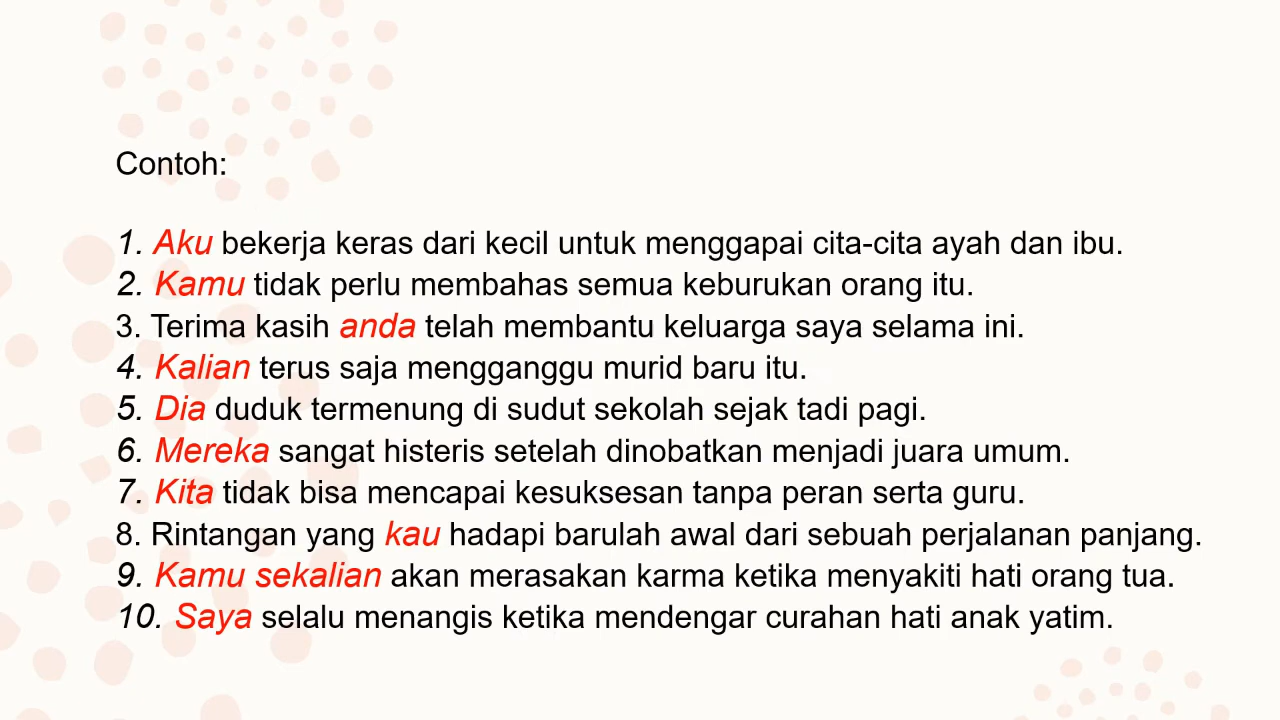 Contoh:
1. Aku bekerja keras dari kecil untuk menggapai cita-cita ayah dan ibu.
2. Kamu tidak perlu membahas semua keburukan orang itu.
3. Terima kasih anda telah membantu keluarga saya selama ini.
4. Kalian terus saja mengganggu murid baru itu.
5. Dia duduk termenung di sudut sekolah sejak tadi pagi.
6. Mereka sangat histeris setelah dinobatkan menjadi juara umum.
7. Kita tidak bisa mencapai kesuksesan tanpa peran serta guru.
8. Rintangan yang kau hadapi barulah awal dari sebuah perjalanan panjang.
9. Kamu sekalian akan merasakan karma ketika menyakiti hati orang tua.
10. Saya selalu menangis ketika mendengar curahan hati anak yatim.